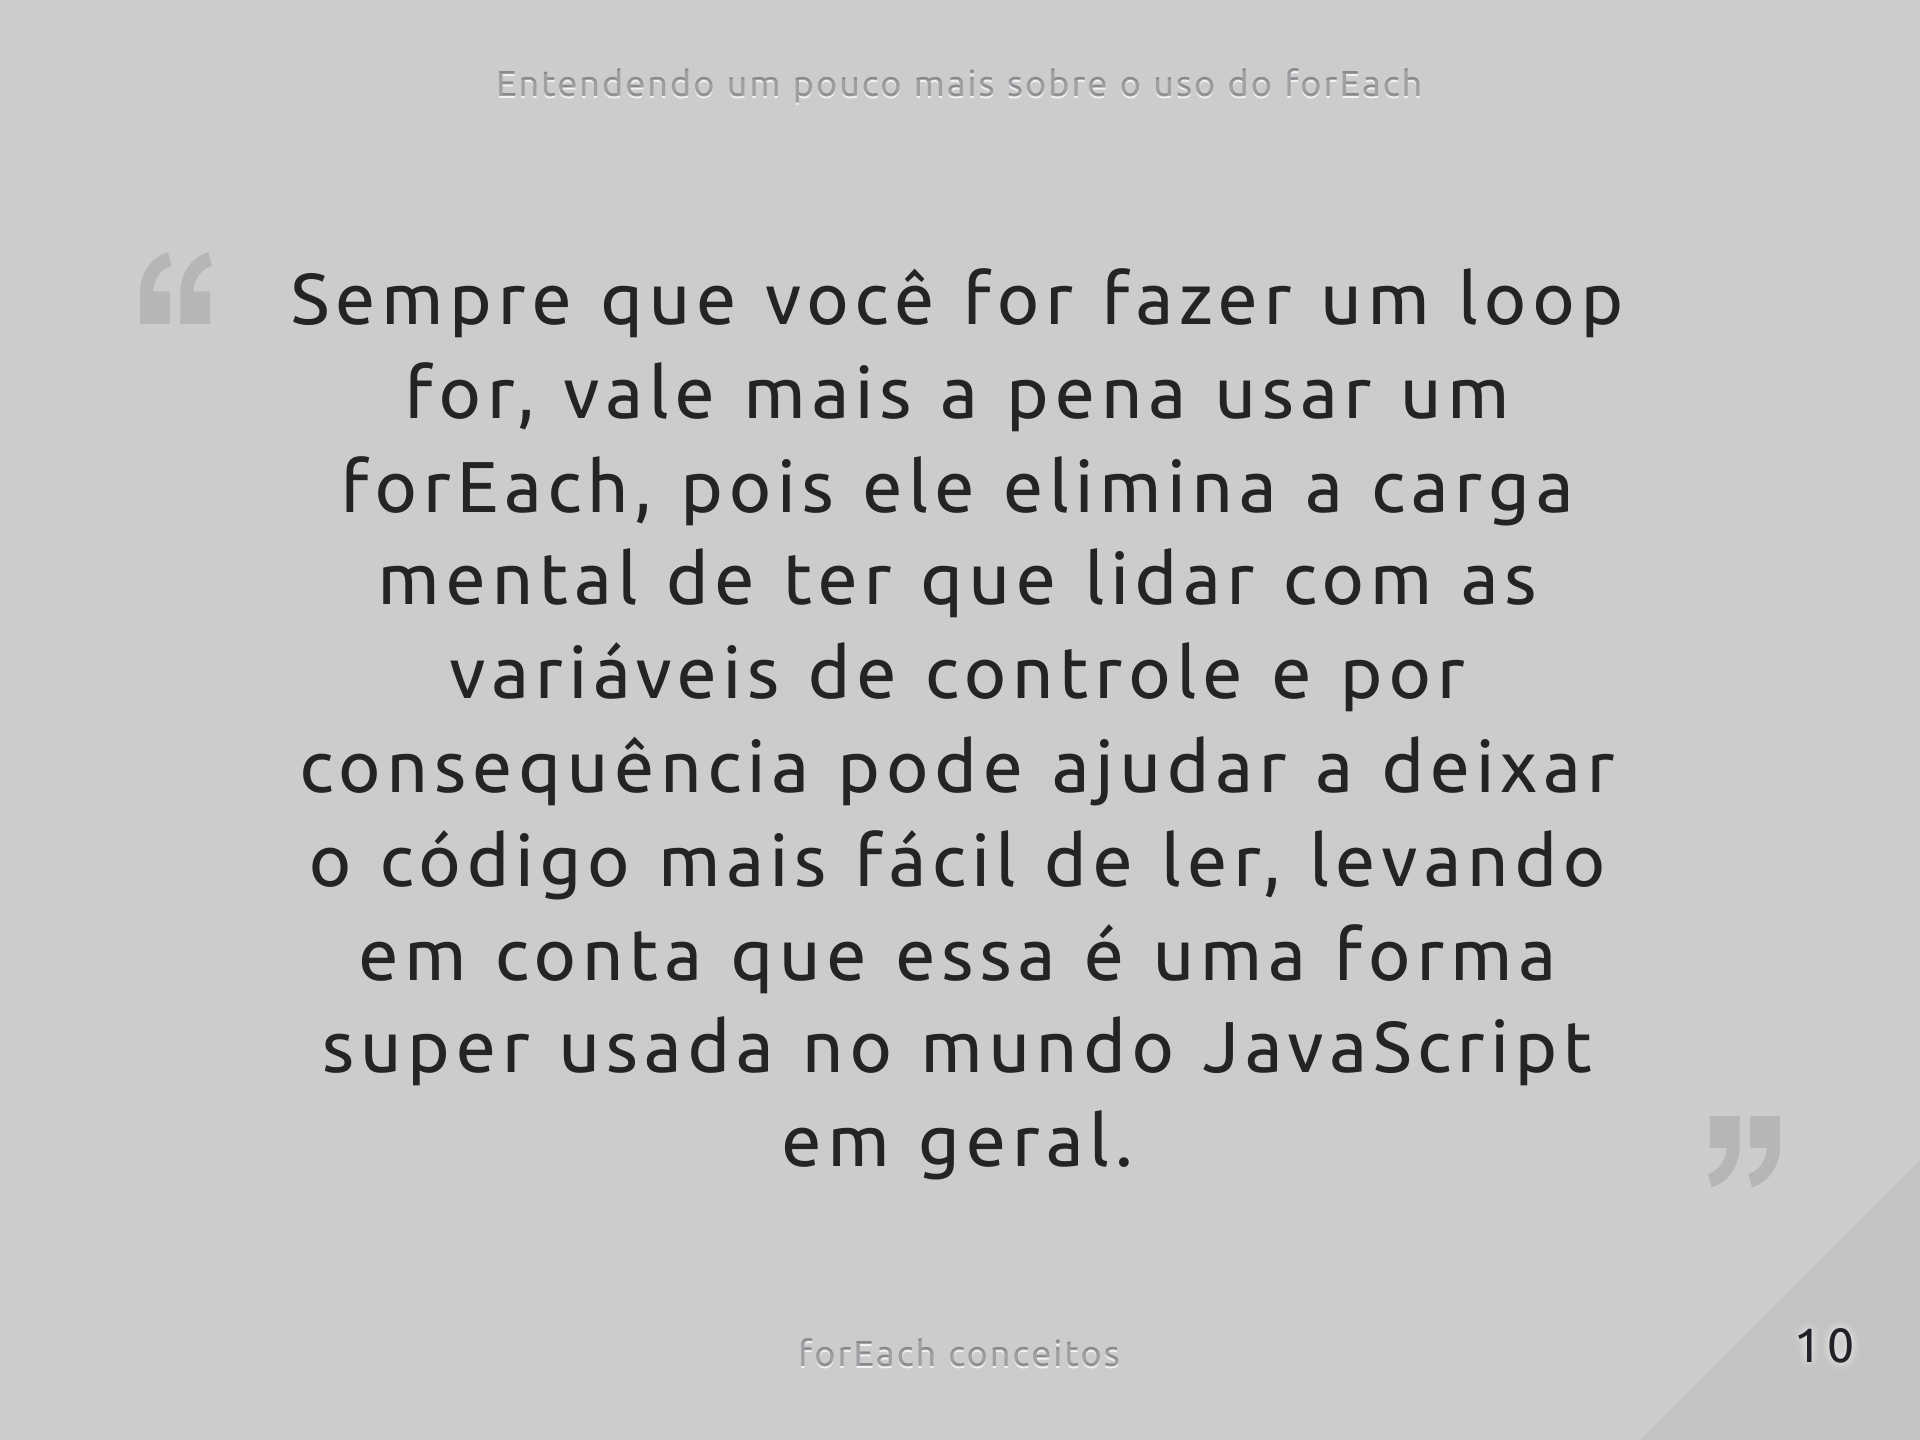 Entendendo um pouco mais sobre o uso do forEach
“ Sempre que você for fazer um loop
for, vale mais a pena usar um
forEach, pois ele elimina a carga
mental de ter que lidar com as
variáveis de controle e por
consequência pode ajudar a deixar
o código mais fácil de ler, levando
em conta que essa é uma forma
super usada no mundo JavaScript
em geral. ”
forEach conceitos
10